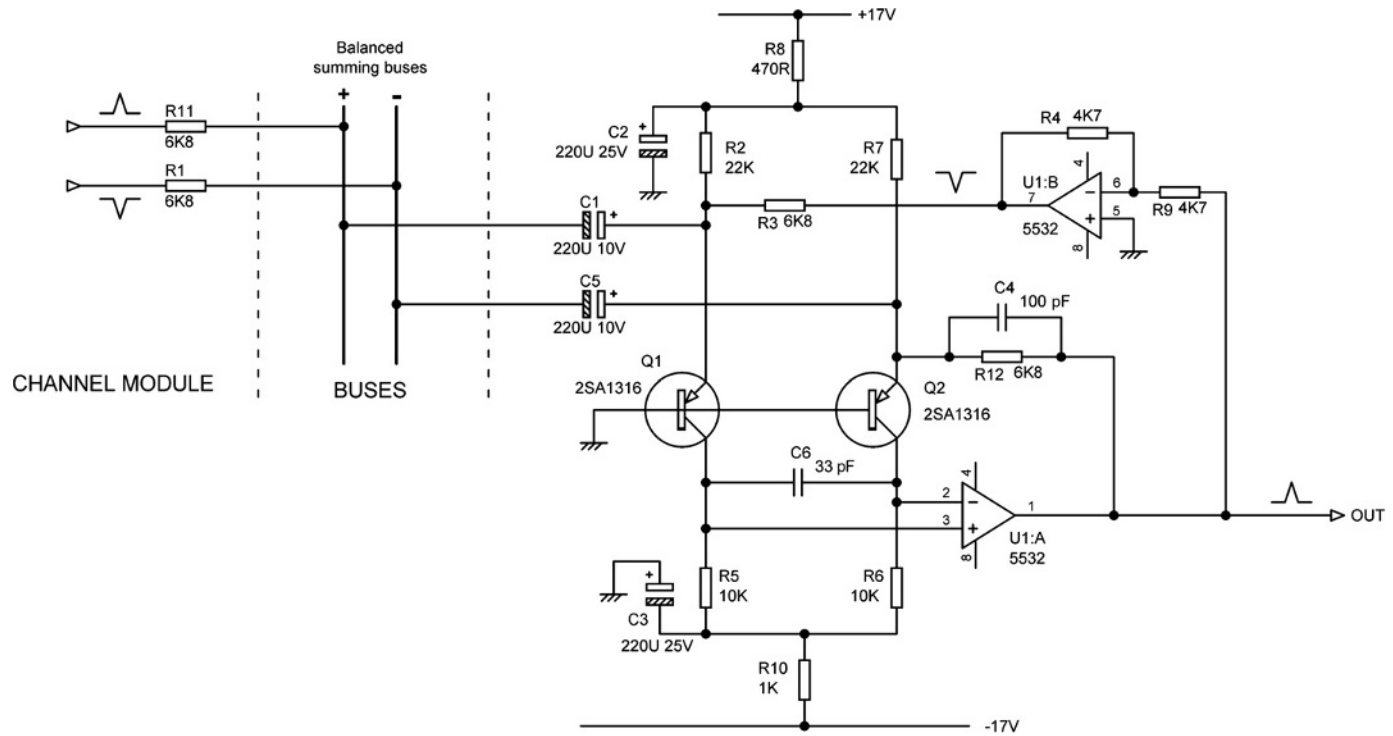 +17V
R8
470R
Balanced
summing buses
+
-
R11
6K8
R1
6K8
+
C2
220U 25V
R2
22K
R7
22K
R4
4K7
4
U1:B
7
6
-
+
5
8
5532
R9
4K7
C1
+
220U 10V
R3
6K8
C5
+
220U 10V
C4
100 pF
R12
6K8
CHANNEL MODULE
BUSES
Q1
2SA1316
Q2
2SA1316
C6
33 pF
4
2
-
3
+
1
8
U1:A
5532
OUT
+
C3
220U 25V
R5
10K
R6
10K
R10
1K
-17V